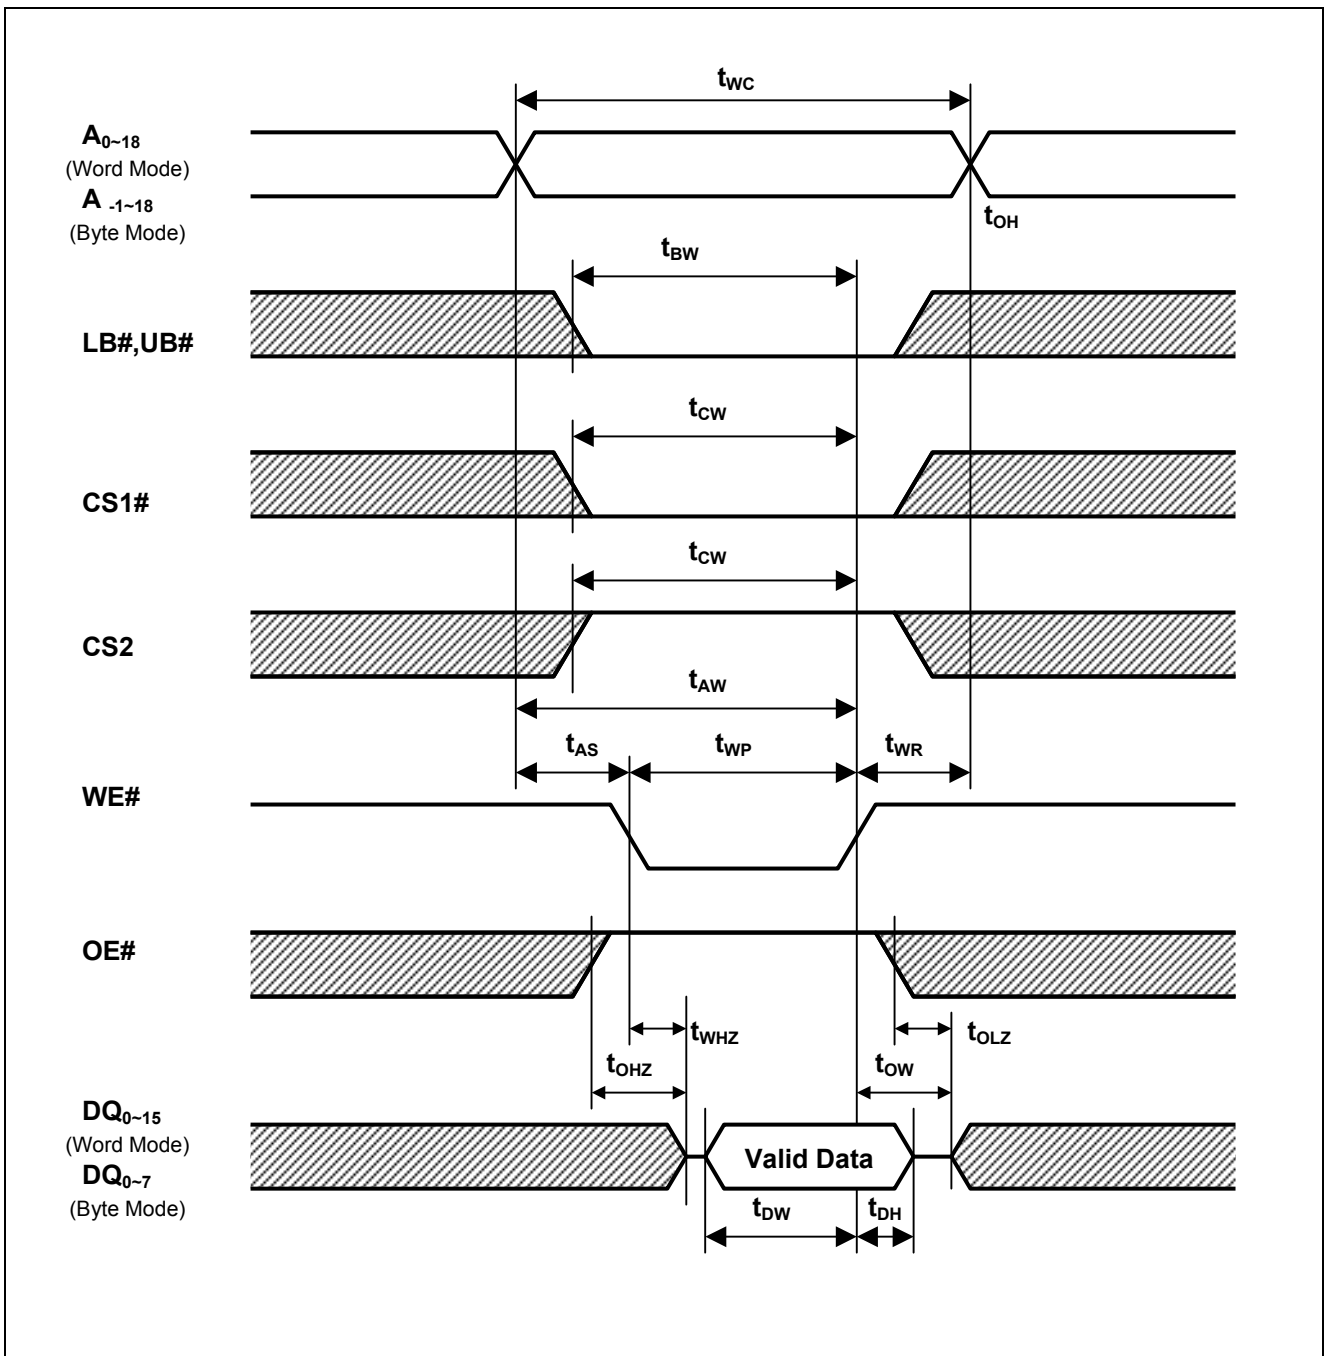 tWC
A0~18
(Word Mode)
A -1~18
(Byte Mode)
tOH
tBW
LB#,UB#
tCW
CS1#
tCW
CS2
tAW
tAS
tWP
tWR
WE#
OE#
tWHZ
tOLZ
tOHZ
tOW
DQ0~15
(Word Mode)
DQ0~7
(Byte Mode)
Valid Data
tDW
tDH